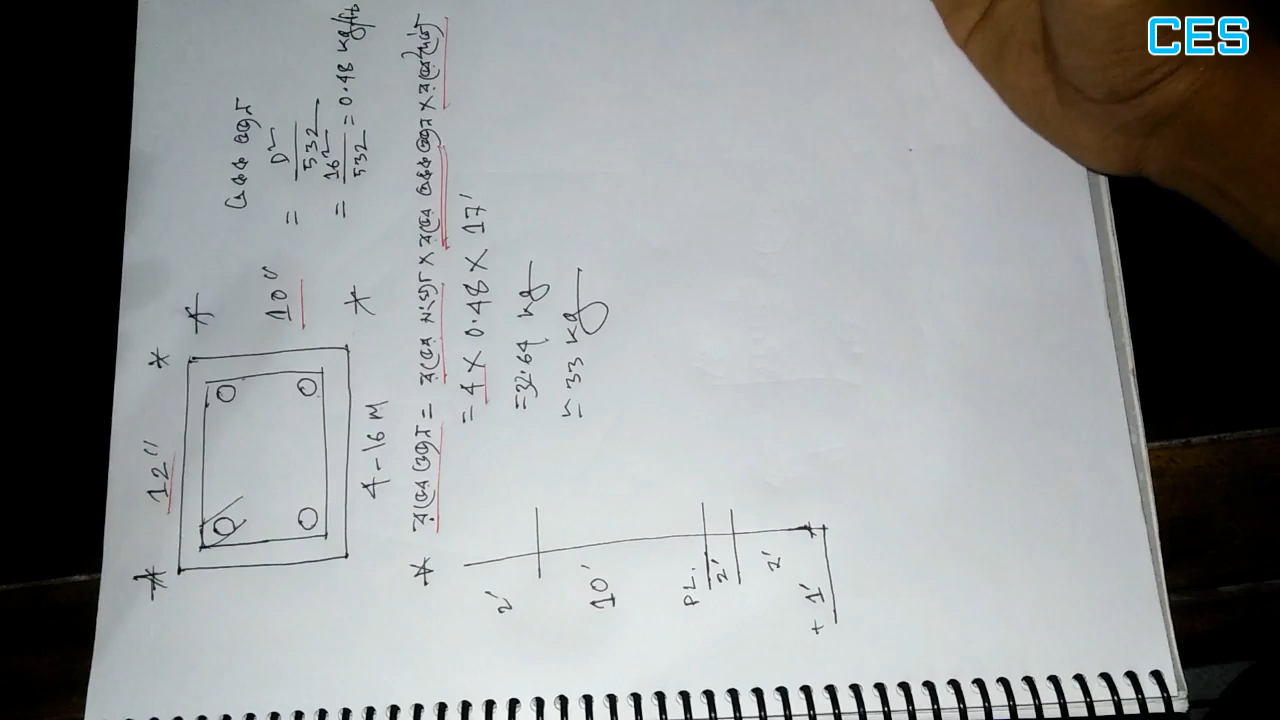 CES
12"
10"
4-16 M
একক ওজন
= D²/532
= 16²/532 = 0.48 kg/ft
* রডের ওজন = রডের সংখ্যা × রডের একক ওজন × রডের দৈর্ঘ্য
= 4 × 0.48 × 17'
= 32.64 kg
≈ 33 kg
2'
10'
PL.
2'
2'
+ 1'